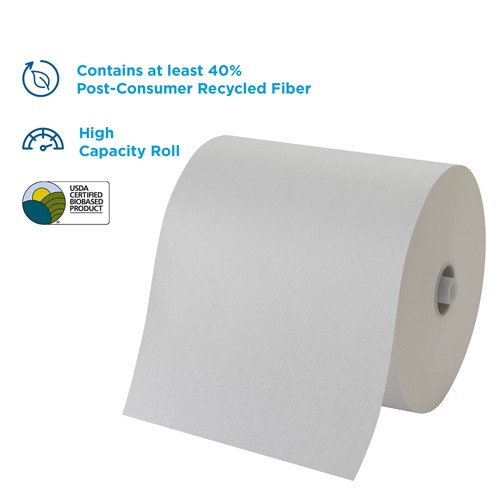 Contains at least 40%
Post-Consumer Recycled Fiber
High
Capacity Roll
USDA
CERTIFIED
BIOBASED
PRODUCT